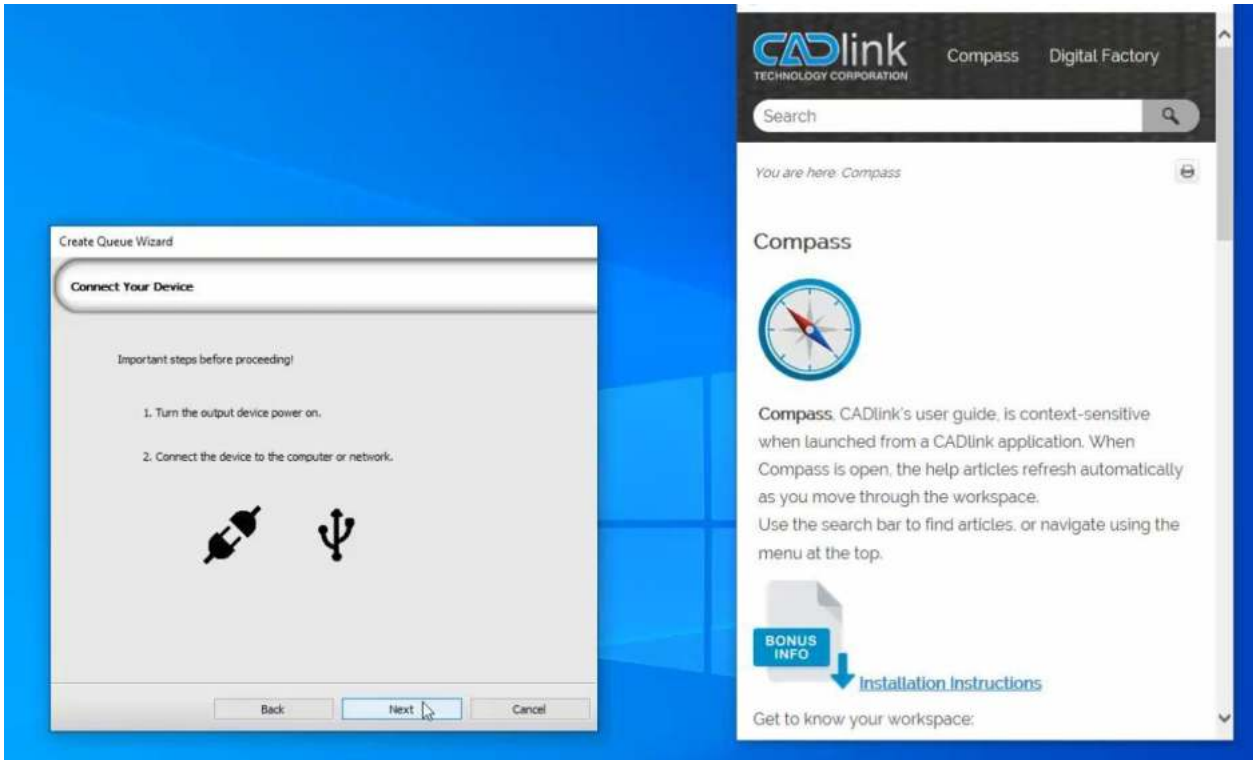 Create Queue Wizard
Connect Your Device
Important steps before proceeding!
1. Turn the output device power on.
2. Connect the device to the computer or network.
Back
Next
Cancel
CADlink
TECHNOLOGY CORPORATION
Compass
Digital Factory
Search
You are here: Compass
Compass
Compass, CADlink's user guide, is context-sensitive
when launched from a CADlink application. When
Compass is open, the help articles refresh automatically
as you move through the workspace.
Use the search bar to find articles, or navigate using the
menu at the top.
BONUS
INFO
Installation Instructions
Get to know your workspace: